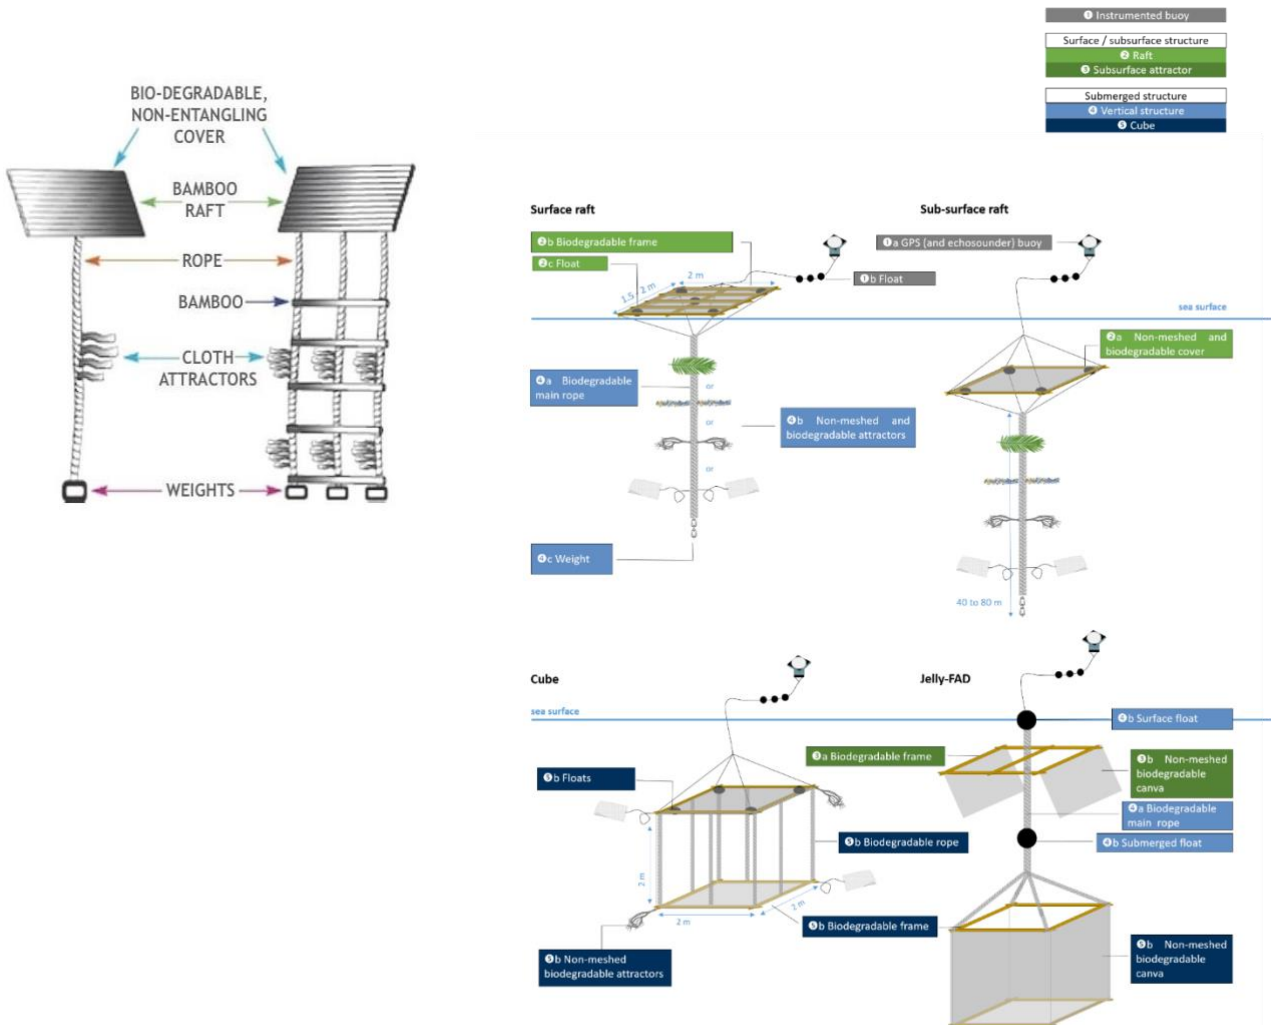 ❶ Instrumented buoy
Surface / subsurface structure
❷ Raft
❸ Subsurface attractor
Submerged structure
❹ Vertical structure
❺ Cube
BIO-DEGRADABLE,
NON-ENTANGLING
COVER
BAMBOO
RAFT
ROPE
BAMBOO
CLOTH
ATTRACTORS
WEIGHTS
Surface raft
❷b Biodegradable frame
❷c Float
1.5 - 2 m
2 m
❶b Float
❹a Biodegradable
main rope
or
or
or
❹b Non-meshed and
biodegradable attractors
❹c Weight
Sub-surface raft
❶a GPS (and echosounder) buoy
sea surface
❷a Non-meshed and
biodegradable cover
40 to 80 m
Cube
sea surface
❺b Floats
2 m
2 m
2 m
❺b Biodegradable rope
❺b Biodegradable frame
❺b Non-meshed
biodegradable attractors
Jelly-FAD
❹b Surface float
❸a Biodegradable frame
❸b Non-meshed
biodegradable
canva
❹a Biodegradable
main rope
❹b Submerged float
❺b Non-meshed
biodegradable
canva